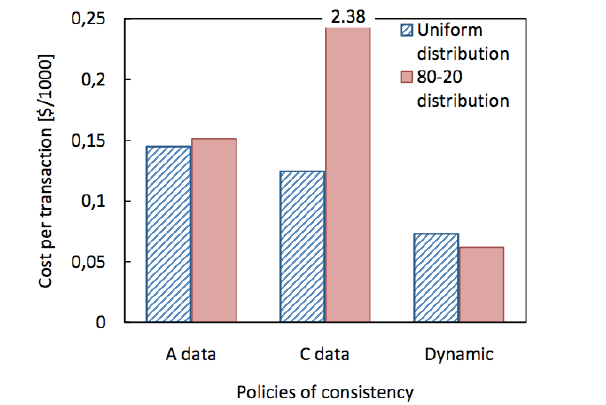 2.38
0,25
0,2
0,15
0,1
0,05
0
Cost per transaction [$/1000]
Uniform
distribution
80-20
distribution
A data
C data
Dynamic
Policies of consistency